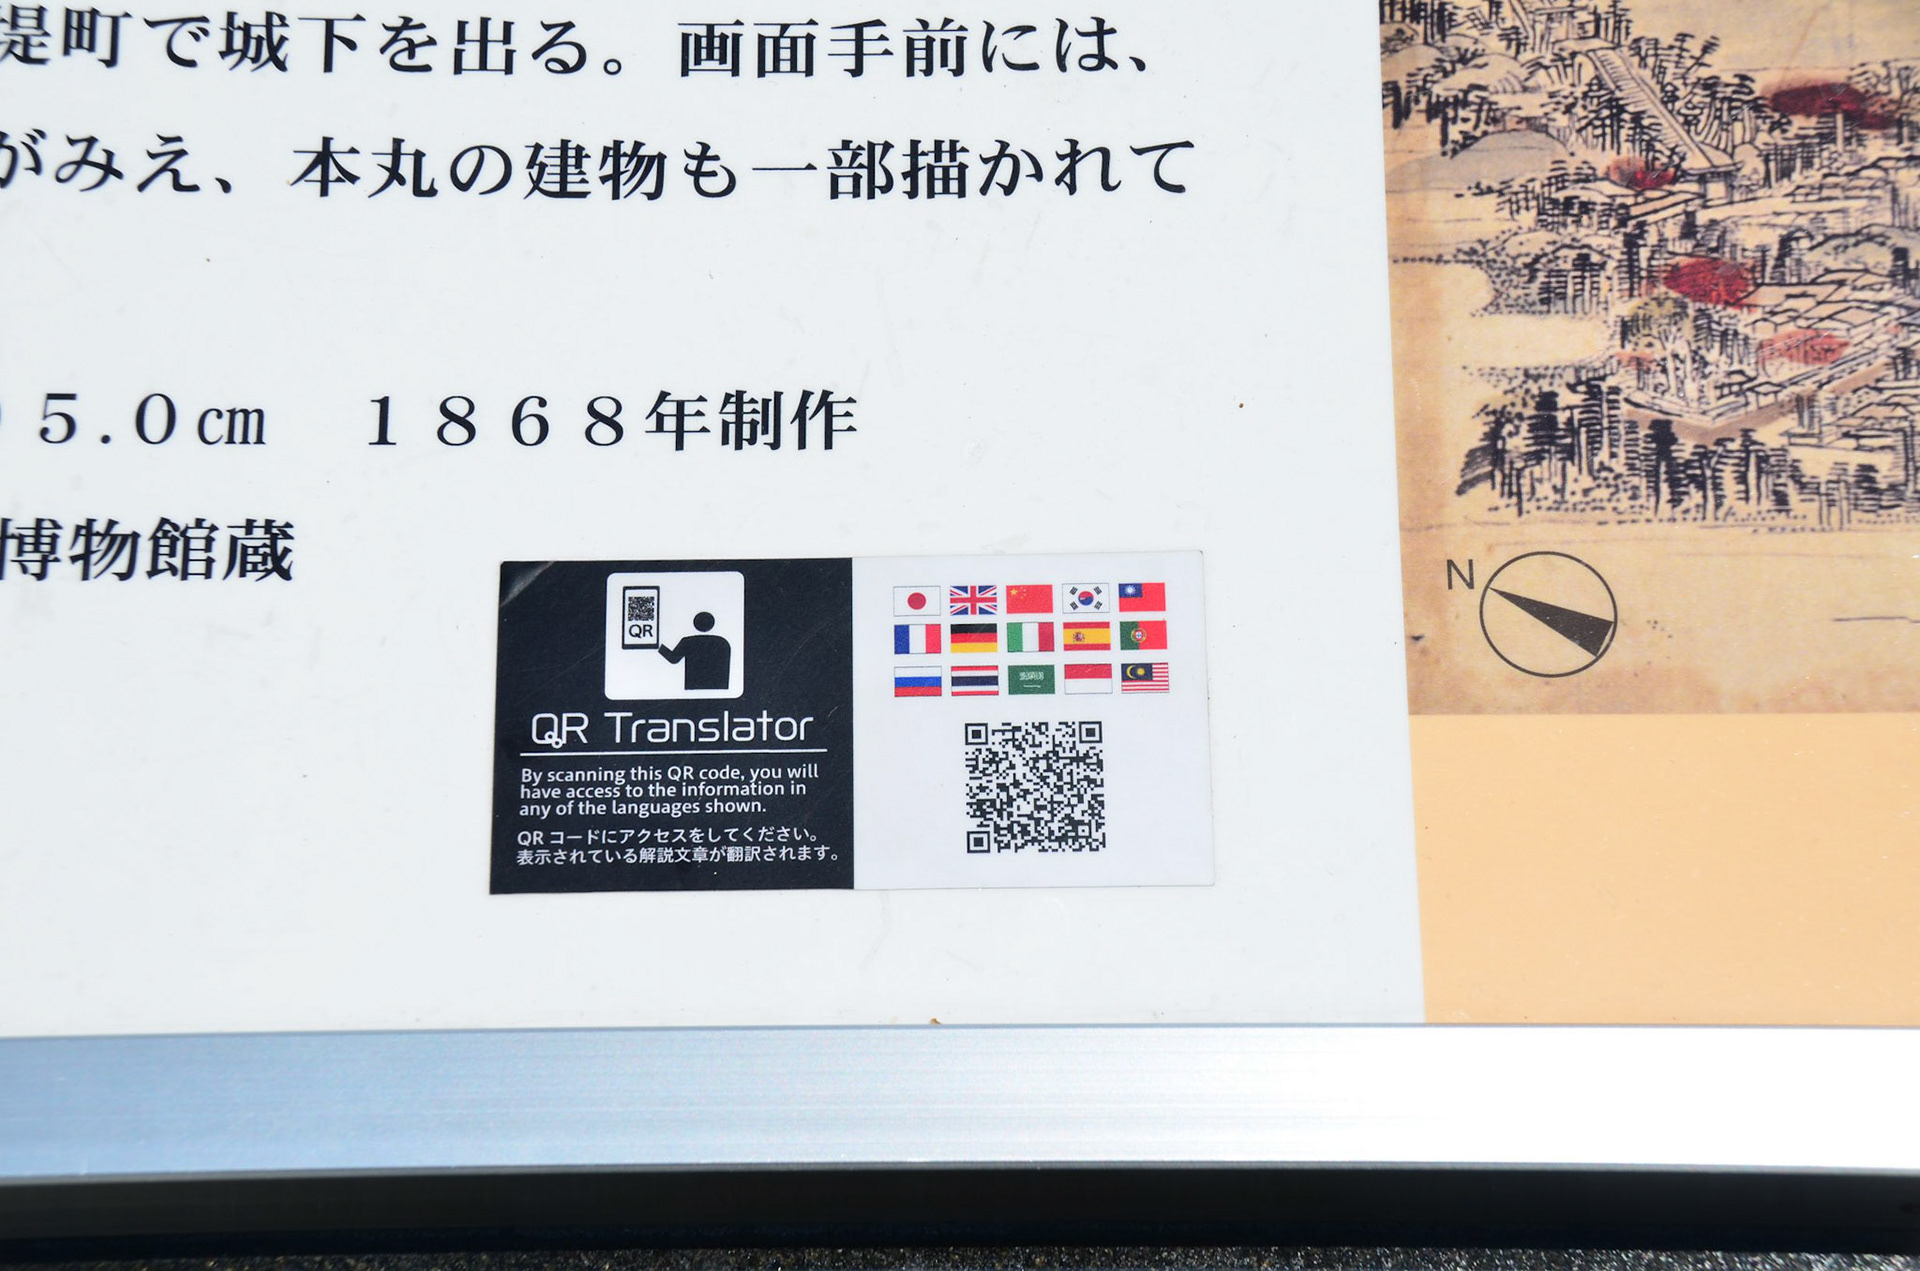 堤町で城下を出る。画面手前には、
がみえ、本丸の建物も一部描かれて
5.0㎝　1868年制作
博物館蔵
QR
QR Translator
By scanning this QR code, you will
have access to the information in
any of the languages shown.
QRコードにアクセスをしてください。
表示されている解説文章が翻訳されます。
N